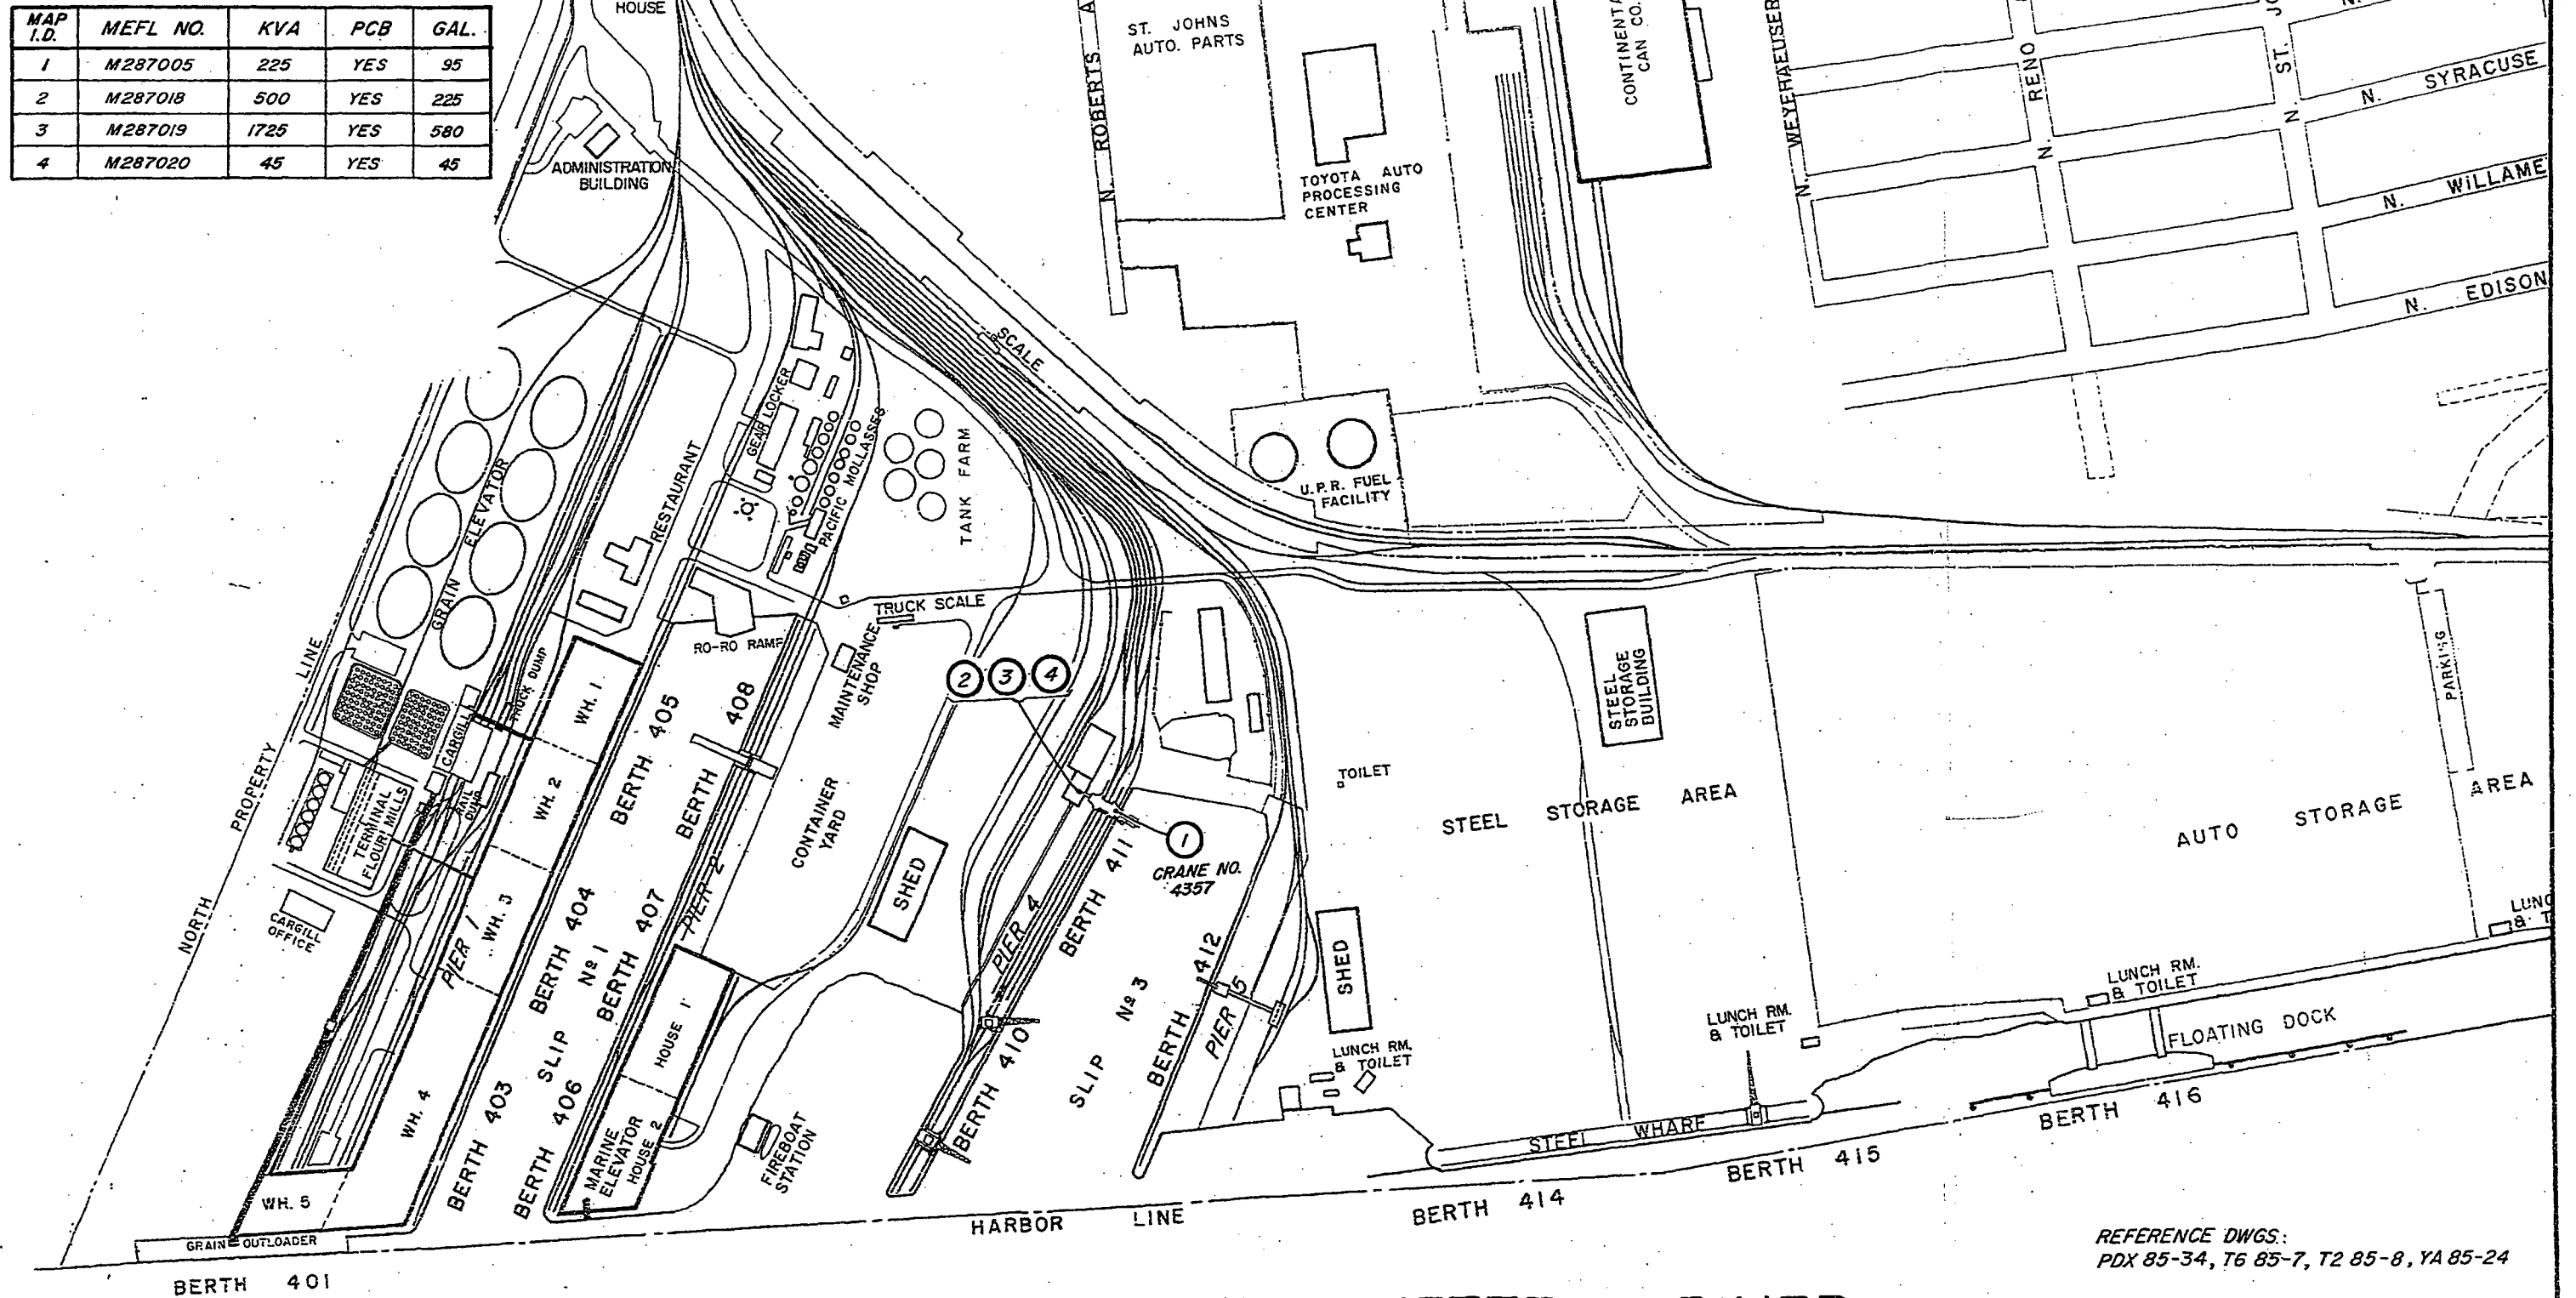 MAP I.D. MEFL NO. KVA PCB GAL.
1 M287005 225 YES 95
2 M287018 500 YES 225
3 M287019 1725 YES 580
4 M287020 45 YES 45
HOUSE
ADMINISTRATION
BUILDING
N. ROBERTS A
ST. JOHNS
AUTO. PARTS
TOYOTA AUTO
PROCESSING
CENTER
CONTINENTA
CAN CO.
N. WEYERHAEUSER
N. RENO
N. ST. JO
N.
N. SYRACUSE
N. WILLAME
N. EDISON
SCALE
GEAR LOCKER
PACIFIC MOLLASSES
TANK FARM
U.P.R. FUEL
FACILITY
GRAIN ELEVATOR
RESTAURANT
TRUCK SCALE
RO-RO RAMP
MAINTENANCE
SHOP
2 3 4
NORTH PROPERTY LINE
TRUCK DUMP
CARGILL
RAIL
DUMP
TERMINAL
FLOUR MILLS
CARGILL
OFFICE
WH. 1
WH. 2
WH. 3
WH. 4
WH. 5
PIER 1
BERTH 405
BERTH 404
BERTH 403
SLIP Nº 1
BERTH 408
BERTH 407
BERTH 406
PIER 2
CONTAINER
YARD
SHED
HOUSE 1
MARINE
ELEVATOR
HOUSE 2
FIREBOAT
STATION
PIER 4
BERTH 411
BERTH 410
1
CRANE NO.
4357
SLIP Nº 3
BERTH 412
PIER 5
TOILET
SHED
LUNCH RM.
& TOILET
STEEL
STORAGE
BUILDING
STEEL STORAGE AREA
AUTO STORAGE AREA
PARKING
LUNCH RM.
& TOILET
LUNCH RM.
& TOILET
LUNC
& T
FLOATING DOCK
STEEL WHARF
GRAIN OUTLOADER
BERTH 401
HARBOR LINE
BERTH 414
BERTH 415
BERTH 416
REFERENCE DWGS.:
PDX 85-34, T6 85-7, T2 85-8, YA 85-24